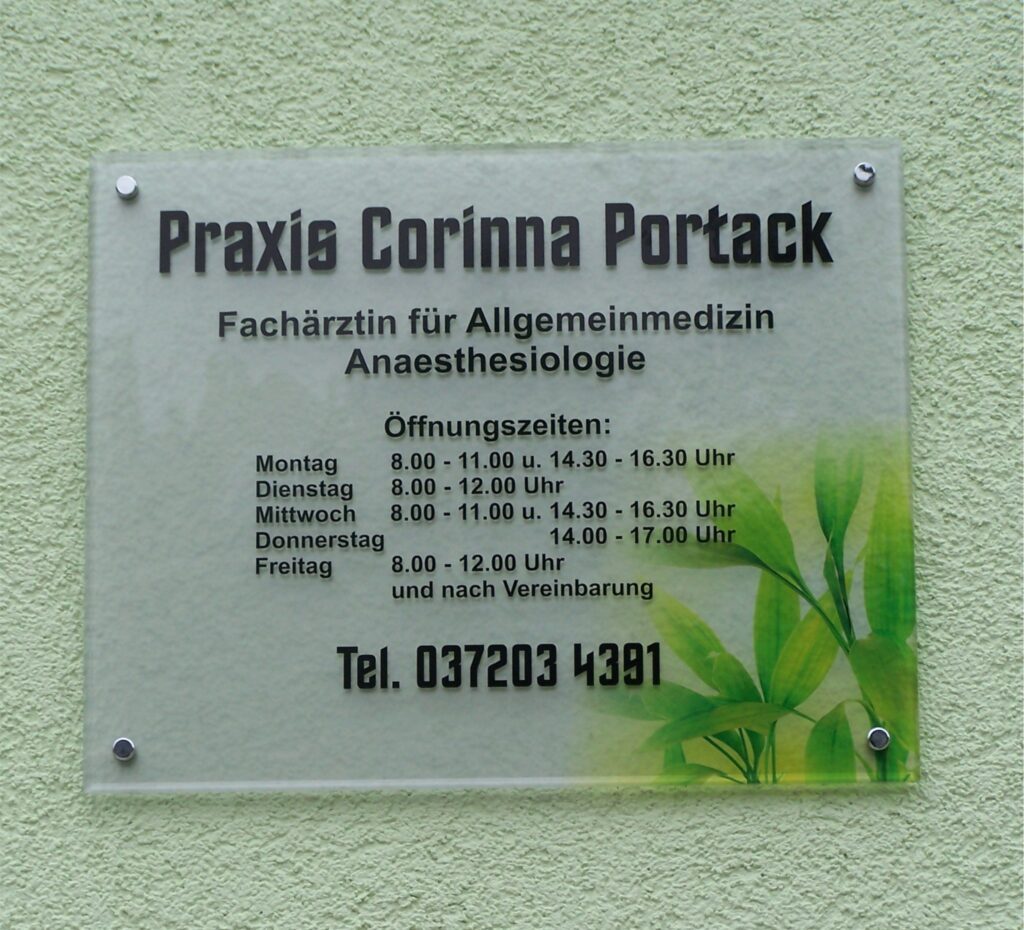 Praxis Corinna Portack
Fachärztin für Allgemeinmedizin
Anaesthesiologie
Öffnungszeiten:
Montag 8.00 - 11.00 u. 14.30 - 16.30 Uhr
Dienstag 8.00 - 12.00 Uhr
Mittwoch 8.00 - 11.00 u. 14.30 - 16.30 Uhr
Donnerstag 14.00 - 17.00 Uhr
Freitag 8.00 - 12.00 Uhr
und nach Vereinbarung
Tel. 037203 4391